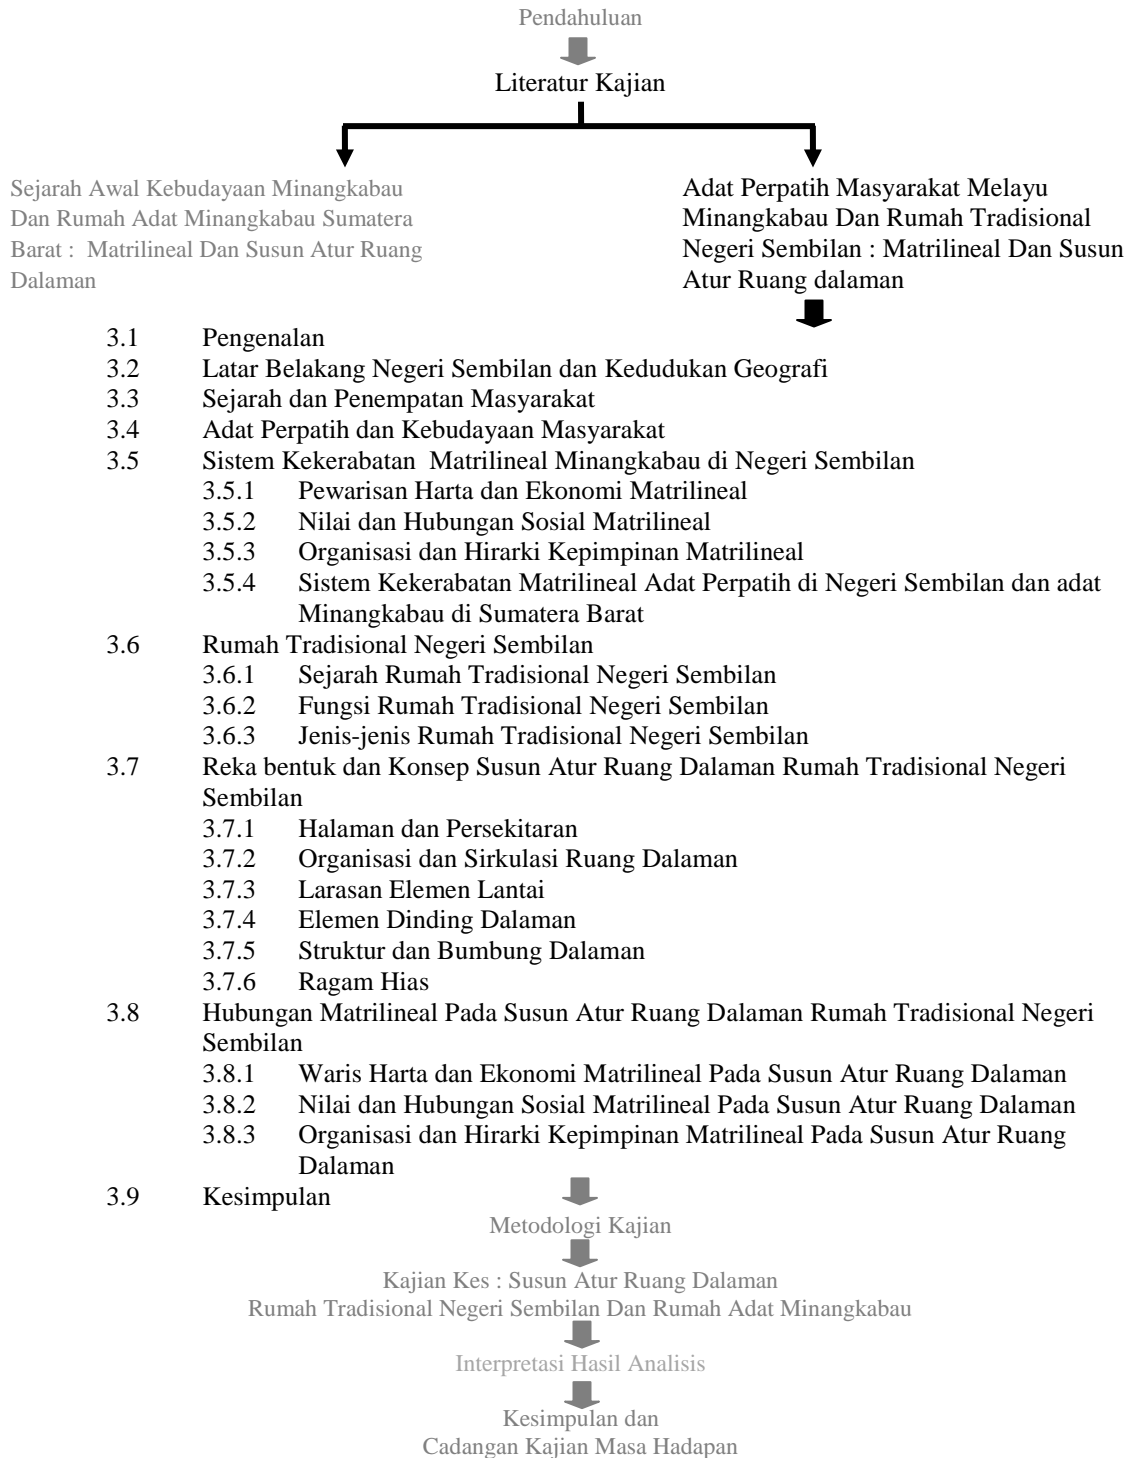 Pendahuluan
Literatur Kajian
Sejarah Awal Kebudayaan Minangkabau
Dan Rumah Adat Minangkabau Sumatera
Barat : Matrilineal Dan Susun Atur Ruang
Dalaman
Adat Perpatih Masyarakat Melayu
Minangkabau Dan Rumah Tradisional
Negeri Sembilan : Matrilineal Dan Susun
Atur Ruang dalaman
3.1 Pengenalan
3.2 Latar Belakang Negeri Sembilan dan Kedudukan Geografi
3.3 Sejarah dan Penempatan Masyarakat
3.4 Adat Perpatih dan Kebudayaan Masyarakat
3.5 Sistem Kekerabatan Matrilineal Minangkabau di Negeri Sembilan
3.5.1 Pewarisan Harta dan Ekonomi Matrilineal
3.5.2 Nilai dan Hubungan Sosial Matrilineal
3.5.3 Organisasi dan Hirarki Kepimpinan Matrilineal
3.5.4 Sistem Kekerabatan Matrilineal Adat Perpatih di Negeri Sembilan dan adat
Minangkabau di Sumatera Barat
3.6 Rumah Tradisional Negeri Sembilan
3.6.1 Sejarah Rumah Tradisional Negeri Sembilan
3.6.2 Fungsi Rumah Tradisional Negeri Sembilan
3.6.3 Jenis-jenis Rumah Tradisional Negeri Sembilan
3.7 Reka bentuk dan Konsep Susun Atur Ruang Dalaman Rumah Tradisional Negeri
Sembilan
3.7.1 Halaman dan Persekitaran
3.7.2 Organisasi dan Sirkulasi Ruang Dalaman
3.7.3 Larasan Elemen Lantai
3.7.4 Elemen Dinding Dalaman
3.7.5 Struktur dan Bumbung Dalaman
3.7.6 Ragam Hias
3.8 Hubungan Matrilineal Pada Susun Atur Ruang Dalaman Rumah Tradisional Negeri
Sembilan
3.8.1 Waris Harta dan Ekonomi Matrilineal Pada Susun Atur Ruang Dalaman
3.8.2 Nilai dan Hubungan Sosial Matrilineal Pada Susun Atur Ruang Dalaman
3.8.3 Organisasi dan Hirarki Kepimpinan Matrilineal Pada Susun Atur Ruang
Dalaman
3.9 Kesimpulan
Metodologi Kajian
Kajian Kes : Susun Atur Ruang Dalaman
Rumah Tradisional Negeri Sembilan Dan Rumah Adat Minangkabau
Interpretasi Hasil Analisis
Kesimpulan dan
Cadangan Kajian Masa Hadapan